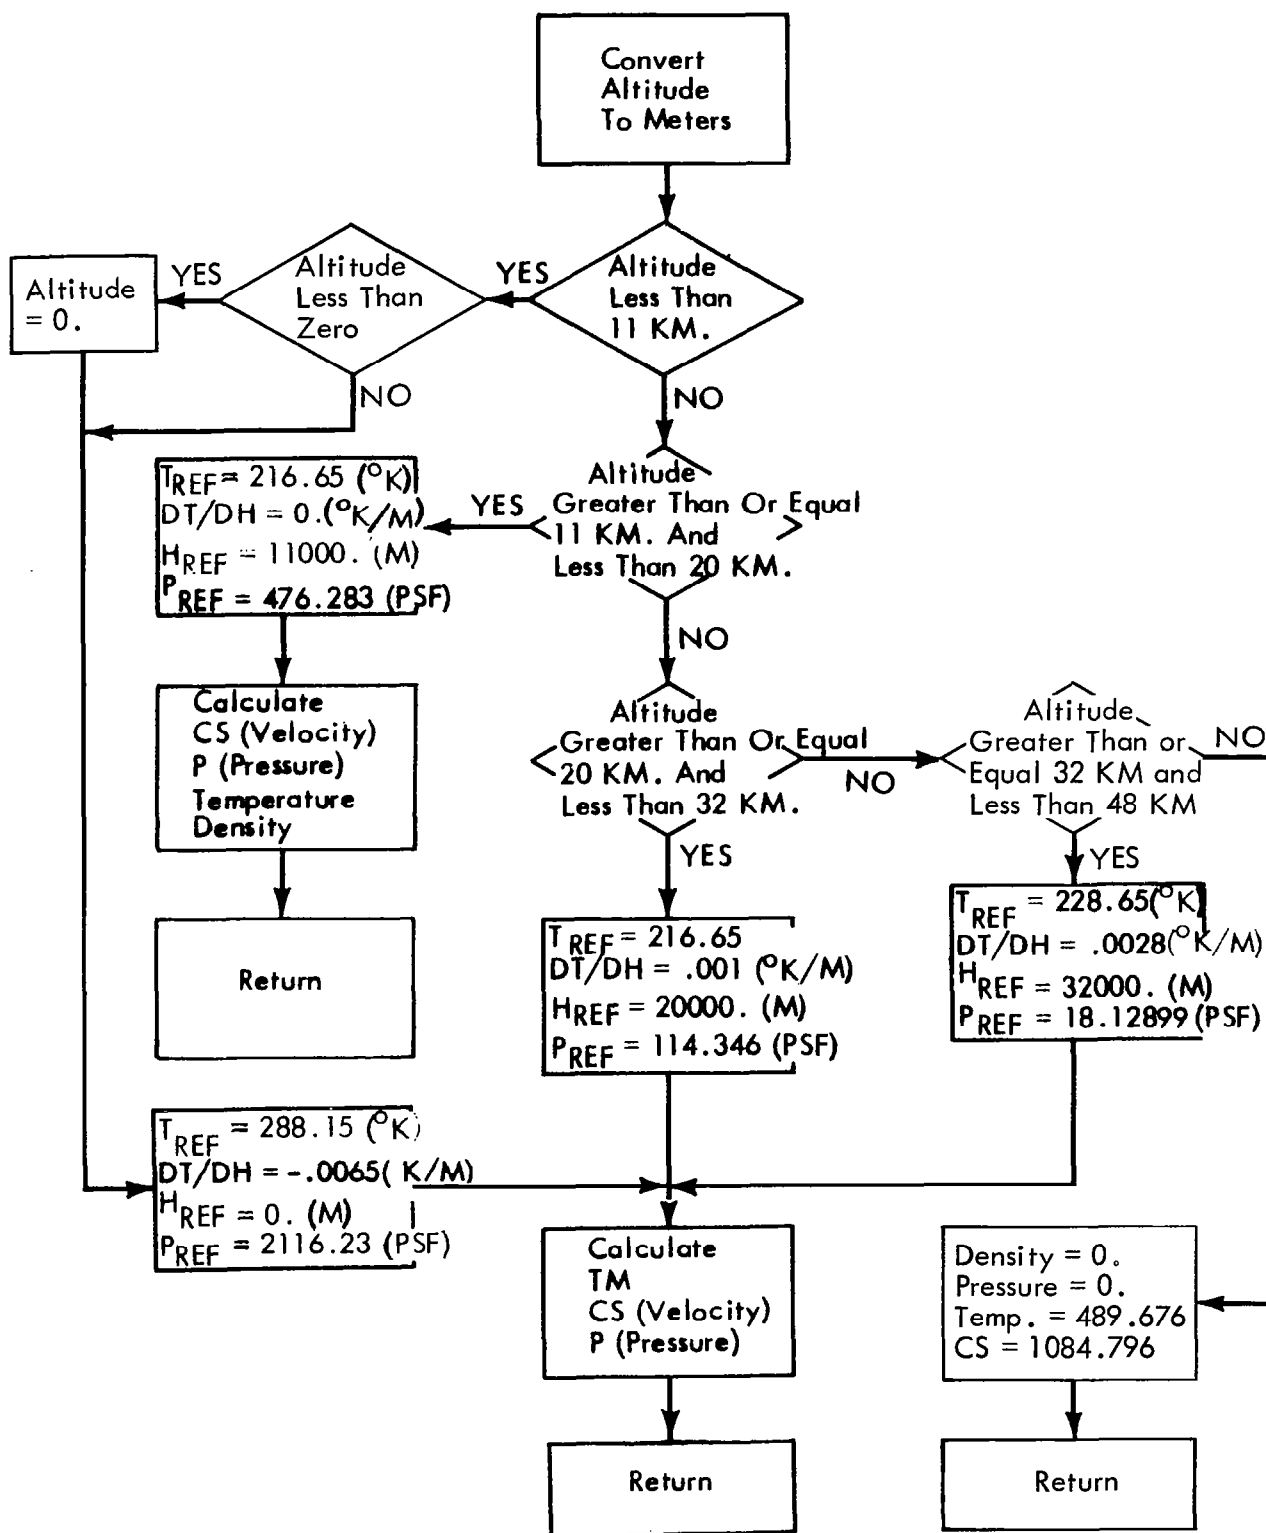 Convert
Altitude
To Meters
Altitude
= 0.
YES
Altitude
Less Than
Zero
YES
Altitude
Less Than
11 KM.
NO
NO
TREF = 216.65 (°K)
DT/DH = 0.(°K/M)
HREF = 11000. (M)
PREF = 476.283 (PSF)
YES
Altitude
Greater Than Or Equal
11 KM. And
Less Than 20 KM.
NO
Calculate
CS (Velocity)
P (Pressure)
Temperature
Density
Altitude
Greater Than Or Equal
20 KM. And
Less Than 32 KM.
NO
Altitude
Greater Than or
Equal 32 KM and
Less Than 48 KM
NO
YES
YES
Return
TREF = 216.65
DT/DH = .001 (°K/M)
HREF = 20000. (M)
PREF = 114.346 (PSF)
TREF = 228.65(°K)
DT/DH = .0028(°K/M)
HREF = 32000. (M)
PREF = 18.12899 (PSF)
TREF = 288.15 (°K)
DT/DH = -.0065( K/M)
HREF = 0. (M)
PREF = 2116.23 (PSF)
Calculate
TM
CS (Velocity)
P (Pressure)
Density = 0.
Pressure = 0.
Temp. = 489.676
CS = 1084.796
Return
Return